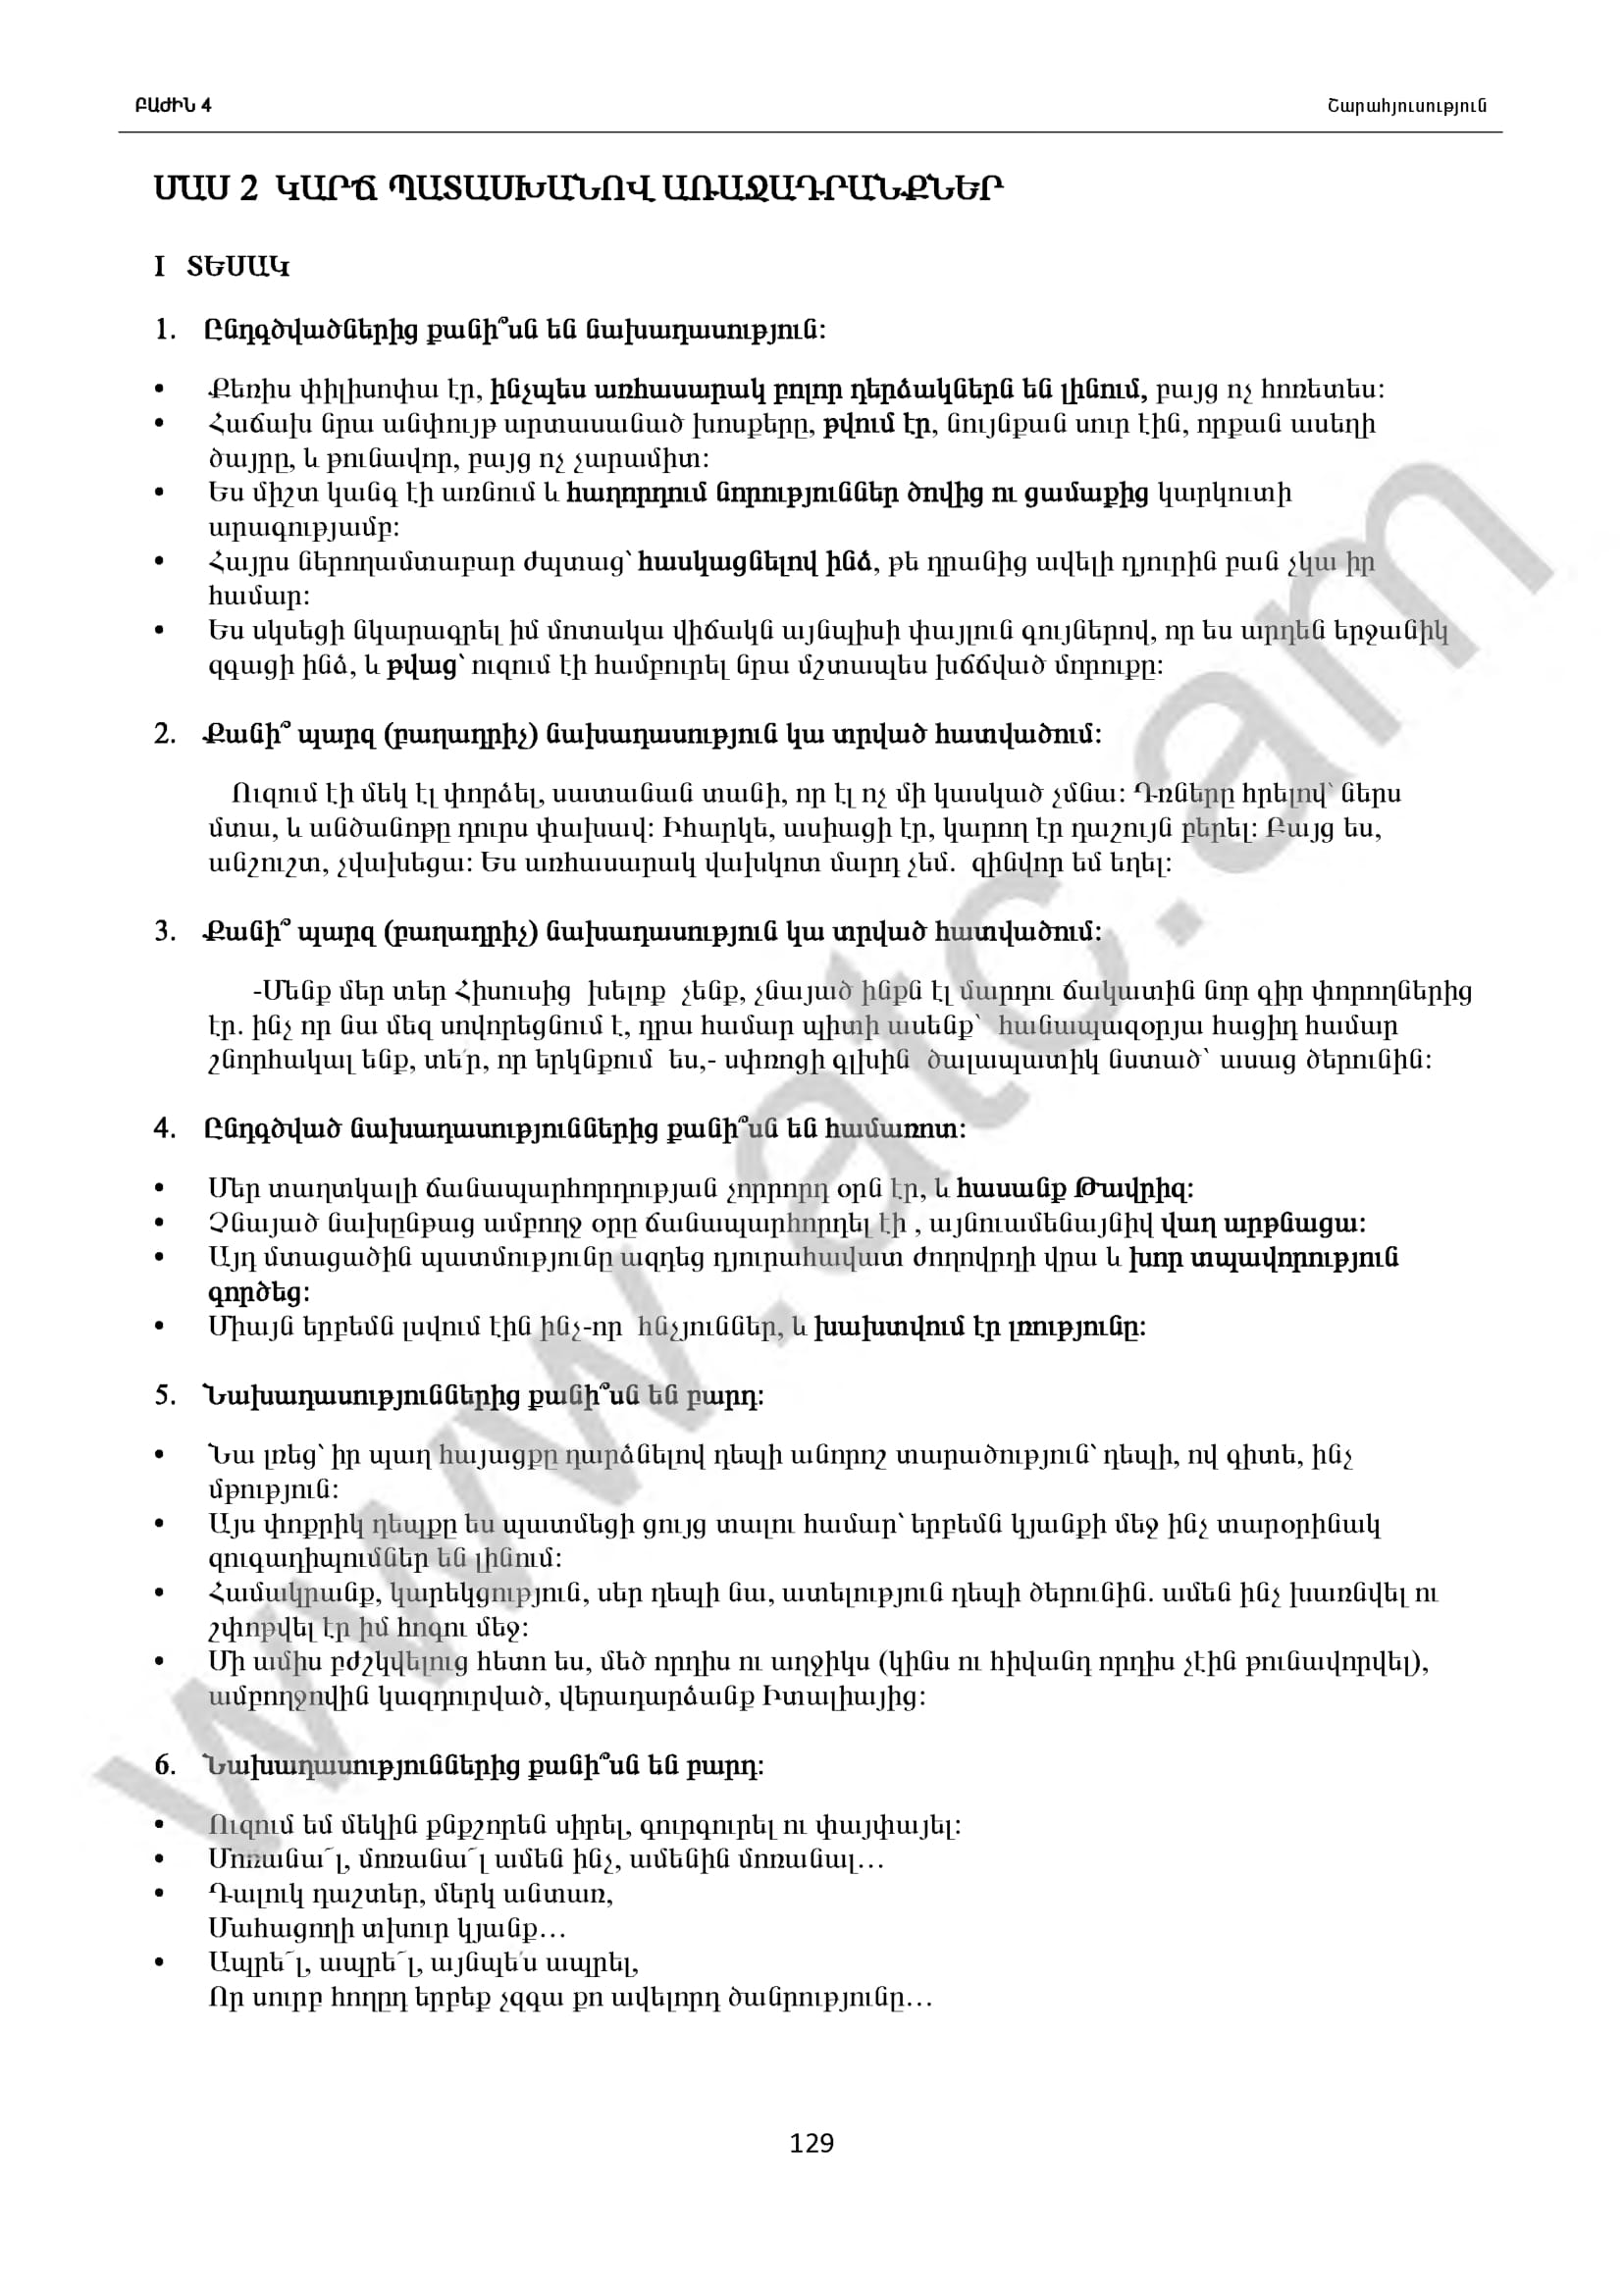 ԲԱԺԻՆ 4
Շարահյուսություն
ՄԱՍ 2 ԿԱՐՃ ՊԱՏԱՍԽԱՆՈՎ ԱՌԱՋԱԴՐԱՆՔՆԵՐ
I ՏԵՍԱԿ
1. Ընդգծվածներից քանի՞սն են նախադասություն:
• Քեռիս փիլիսոփա էր, ինչպես առհասարակ բոլոր դերձակներն են լինում, բայց ոչ հոռետես:
• Հաճախ նրա անփույթ արտասանած խոսքերը, թվում էր, նույնքան սուր էին, որքան ասեղի
ծայրը, և թունավոր, բայց ոչ չարամիտ:
• Ես միշտ կանգ էի առնում և հաղորդում նորություններ ծովից ու ցամաքից կարկուտի
արագությամբ:
• Հայրս ներողամտաբար ժպտաց՝ հասկացնելով ինձ, թե դրանից ավելի դյուրին բան չկա իր
համար:
• Ես սկսեցի նկարագրել իմ մոտակա վիճակն այնպիսի փայլուն գույներով, որ ես արդեն երջանիկ
զգացի ինձ, և թվաց՝ ուզում էի համբուրել նրա մշտապես խճճված մորուքը:
2. Քանի՞ պարզ (բաղադրիչ) նախադասություն կա տրված հատվածում:
Ուզում էի մեկ էլ փորձել, սատանան տանի, որ էլ ոչ մի կասկած չմնա: Դռները հրելով՝ ներս
մտա, և անծանոթը դուրս փախավ: Իհարկե, ասիացի էր, կարող էր դաշույն բերել: Բայց ես,
անշուշտ, չվախեցա: Ես առհասարակ վախկոտ մարդ չեմ. զինվոր եմ եղել:
3. Քանի՞ պարզ (բաղադրիչ) նախադասություն կա տրված հատվածում:
-Մենք մեր տեր Հիսուսից խելոք չենք, չնայած ինքն էլ մարդու ճակատին նոր գիր փորողներից
էր. ինչ որ նա մեզ սովորեցնում է, դրա համար պիտի ասենք՝ հանապազօրյա հացիդ համար
շնորհակալ ենք, տե՛ր, որ երկնքում ես,- սփռոցի գլխին ծալապատիկ նստած՝ ասաց ծերունին:
4. Ընդգծված նախադասություններից քանի՞սն են համառոտ:
• Մեր տաղտկալի ճանապարհորդության չորրորդ օրն էր, և հասանք Թավրիզ:
• Չնայած նախընթաց ամբողջ օրը ճանապարհորդել էի , այնուամենայնիվ վաղ արթնացա:
• Այդ մտացածին պատմությունը ազդեց դյուրահավատ ժողովրդի վրա և խոր տպավորություն
գործեց:
• Միայն երբեմն լսվում էին ինչ-որ հնչյուններ, և խախտվում էր լռությունը:
5. Նախադասություններից քանի՞սն են բարդ:
• Նա լռեց՝ իր պաղ հայացքը դարձնելով դեպի անորոշ տարածություն՝ դեպի, ով գիտե, ինչ
մթություն:
• Այս փոքրիկ դեպքը ես պատմեցի ցույց տալու համար՝ երբեմն կյանքի մեջ ինչ տարօրինակ
զուգադիպումներ են լինում:
• Համակրանք, կարեկցություն, սեր դեպի նա, ատելություն դեպի ծերունին. ամեն ինչ խառնվել ու
շփոթվել էր իմ հոգու մեջ:
• Մի ամիս բժշկվելուց հետո ես, մեծ որդիս ու աղջիկս (կինս ու հիվանդ որդիս չէին թունավորվել),
ամբողջովին կազդուրված, վերադարձանք Իտալիայից:
6. Նախադասություններից քանի՞սն են բարդ:
• Ուզում եմ մեկին քնքշորեն սիրել, գուրգուրել ու փայփայել:
• Մոռանա՜լ, մոռանա՜լ ամեն ինչ, ամենին մոռանալ…
• Դալուկ դաշտեր, մերկ անտառ,
Մահացողի տխուր կյանք…
• Ապրե՜լ, ապրե՜լ, այնպե՛ս ապրել,
Որ սուրբ հողըդ երբեք չզգա քո ավելորդ ծանրությունը…
www.atc.am
129